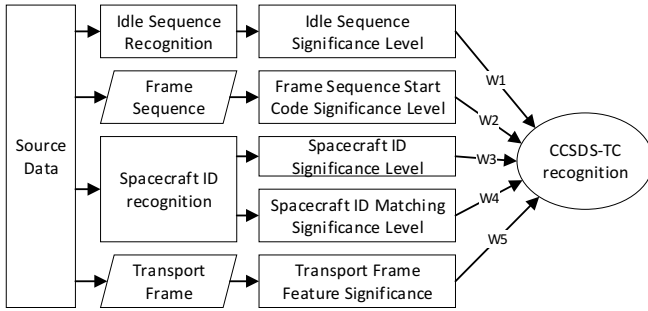 Source
Data
Idle Sequence
Recognition
Idle Sequence
Significance Level
Frame
Sequence
Frame Sequence Start
Code Significance Level
Spacecraft ID
recognition
Spacecraft ID
Significance Level
Spacecraft ID Matching
Significance Level
Transport
Frame
Transport Frame
Feature Significance
W1
W2
W3
W4
W5
CCSDS-TC
recognition